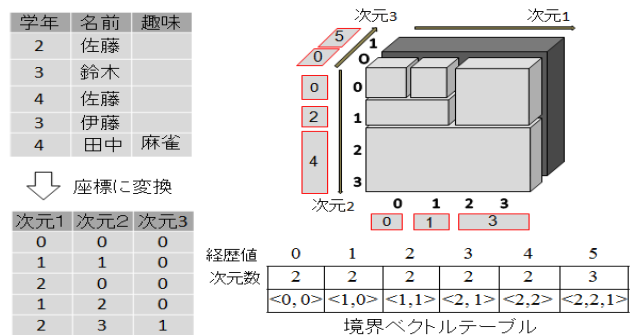 学年 名前 趣味
2 佐藤
3 鈴木
4 佐藤
3 伊藤
4 田中 麻雀
座標に変換
次元1 次元2 次元3
0 0 0
1 1 0
2 0 0
1 2 0
2 3 1
次元3 次元1
5 1
0 0
0 0
2 1
4 2
3
次元2
0 1 2 3
0 1 3
経歴値 0 1 2 3 4 5
次元数 2 2 2 2 2 3
<0, 0> <1,0> <1,1> <2, 1> <2,2> <2,2,1>
境界ベクトルテーブル